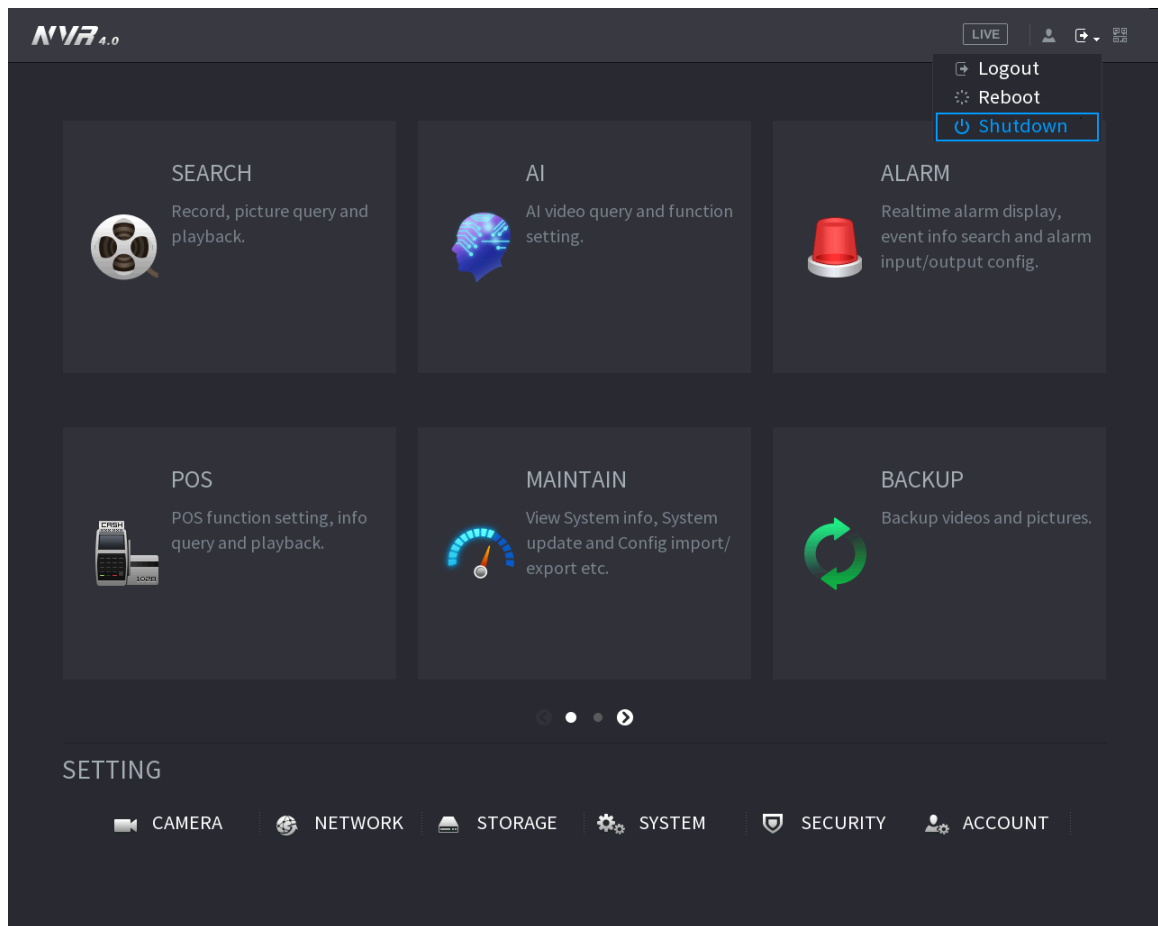 NVR 4.0
LIVE
Logout
Reboot
Shutdown
SEARCH
Record, picture query and
playback.
AI
AI video query and function
setting.
ALARM
Realtime alarm display,
event info search and alarm
input/output config.
POS
POS function setting, info
query and playback.
CASH
MAINTAIN
View System info, System
update and Config import/
export etc.
BACKUP
Backup videos and pictures.
SETTING
CAMERA
NETWORK
STORAGE
SYSTEM
SECURITY
ACCOUNT